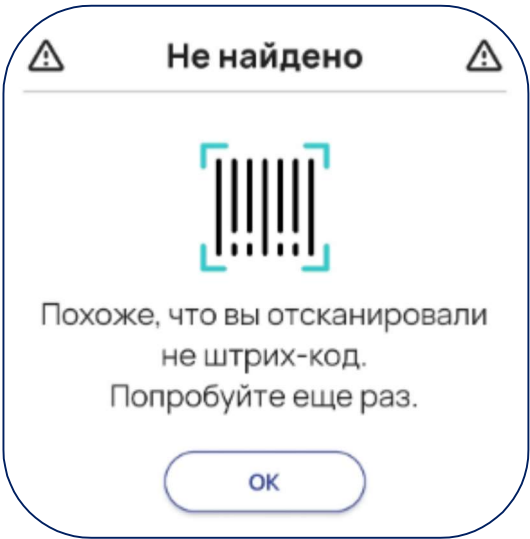 Не найдено
Похоже, что вы отсканировали
не штрих-код.
Попробуйте еще раз.
ОК